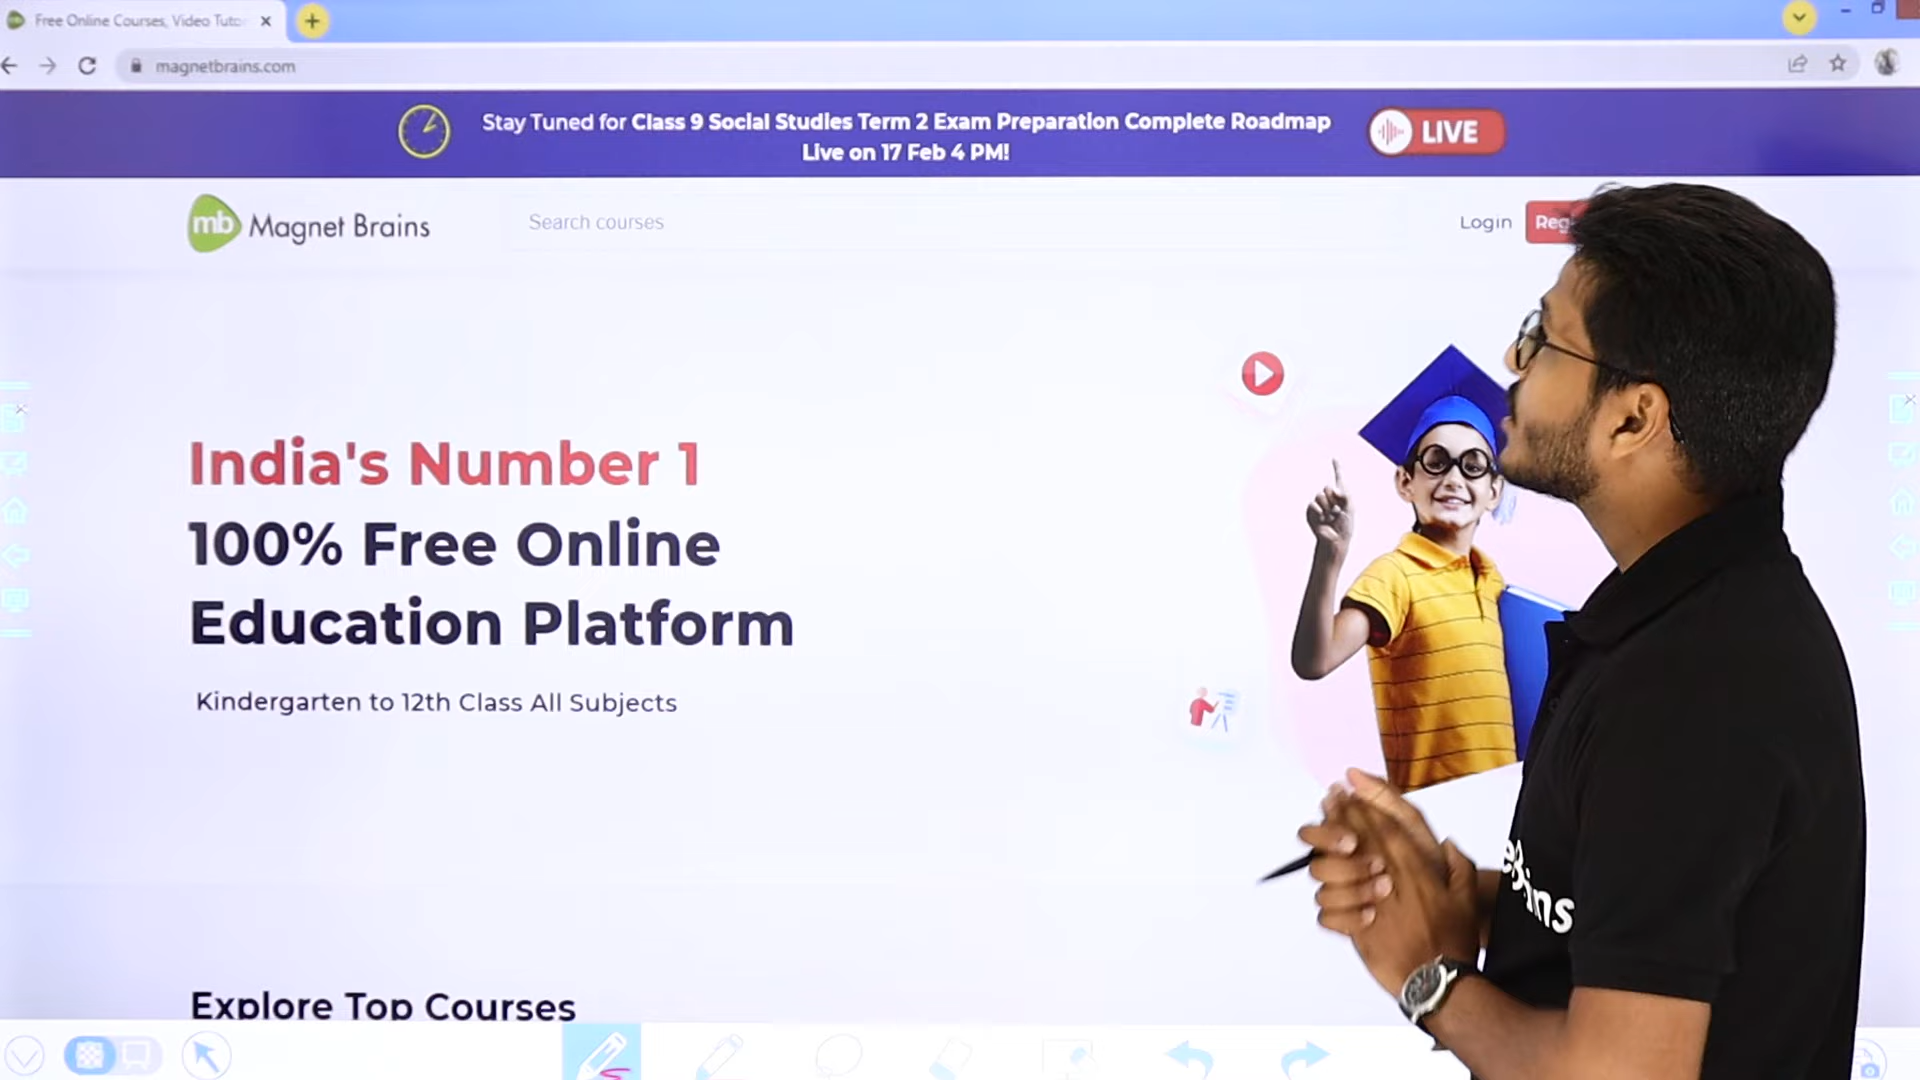 Free Online Courses, Video Tuto
magnetbrains.com
Stay Tuned for Class 9 Social Studies Term 2 Exam Preparation Complete Roadmap
Live on 17 Feb 4 PM!
LIVE
mb Magnet Brains
Search courses
Login
India's Number 1
100% Free Online
Education Platform
Kindergarten to 12th Class All Subjects
Explore Top Courses